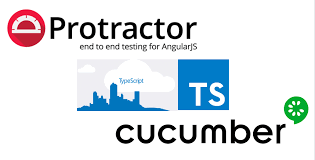 Protractor
end to end testing for AngularJS
TypeScript
TS
cucumber